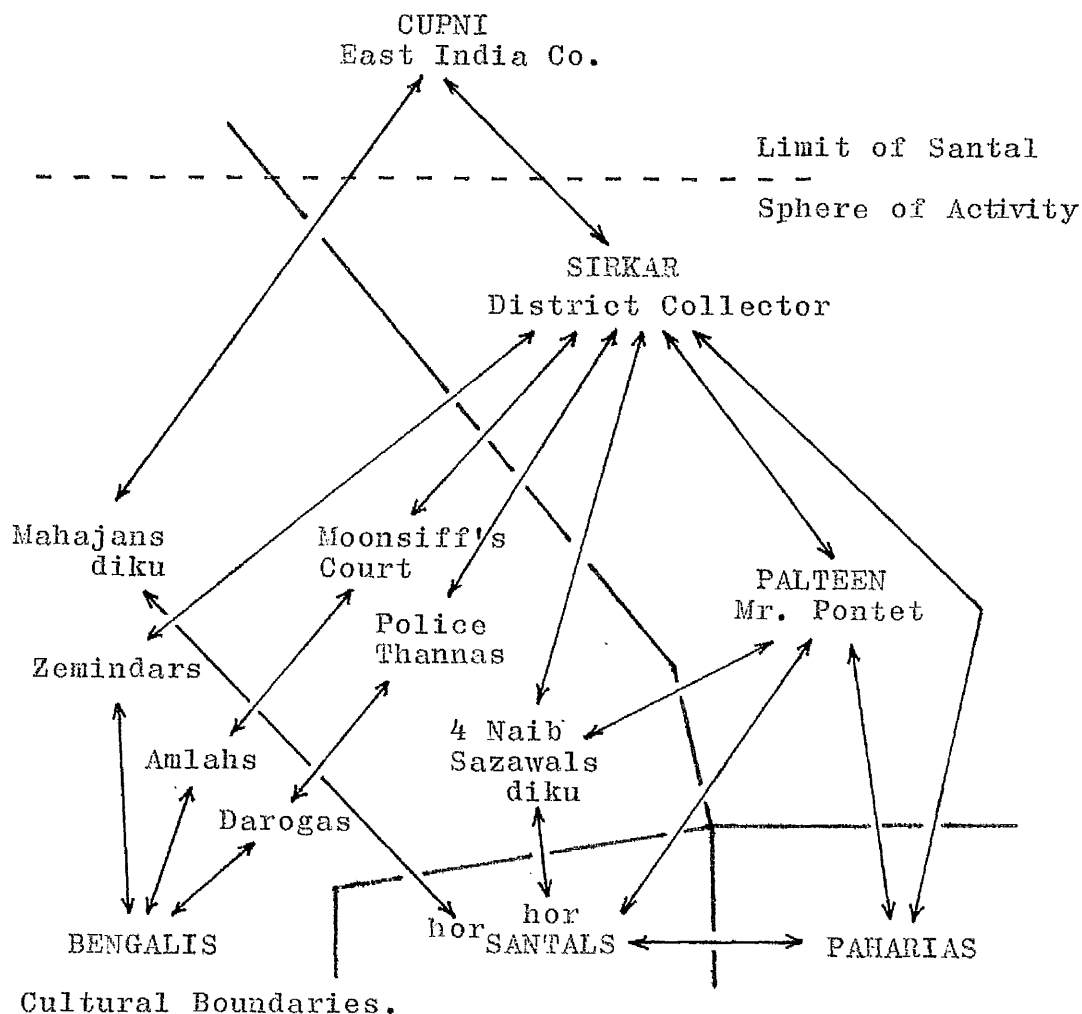 CUPNI
East India Co.
Limit of Santal
Sphere of Activity
SIRKAR
District Collector
Mahajans
diku
Moonsiff's
Court
PALTEEN
Mr. Pontet
Police
Thannas
Zemindars
4 Naib
Sazawals
diku
Amlahs
Darogas
hor
hor
SANTALS
BENGALIS
PAHARIAS
Cultural Boundaries.